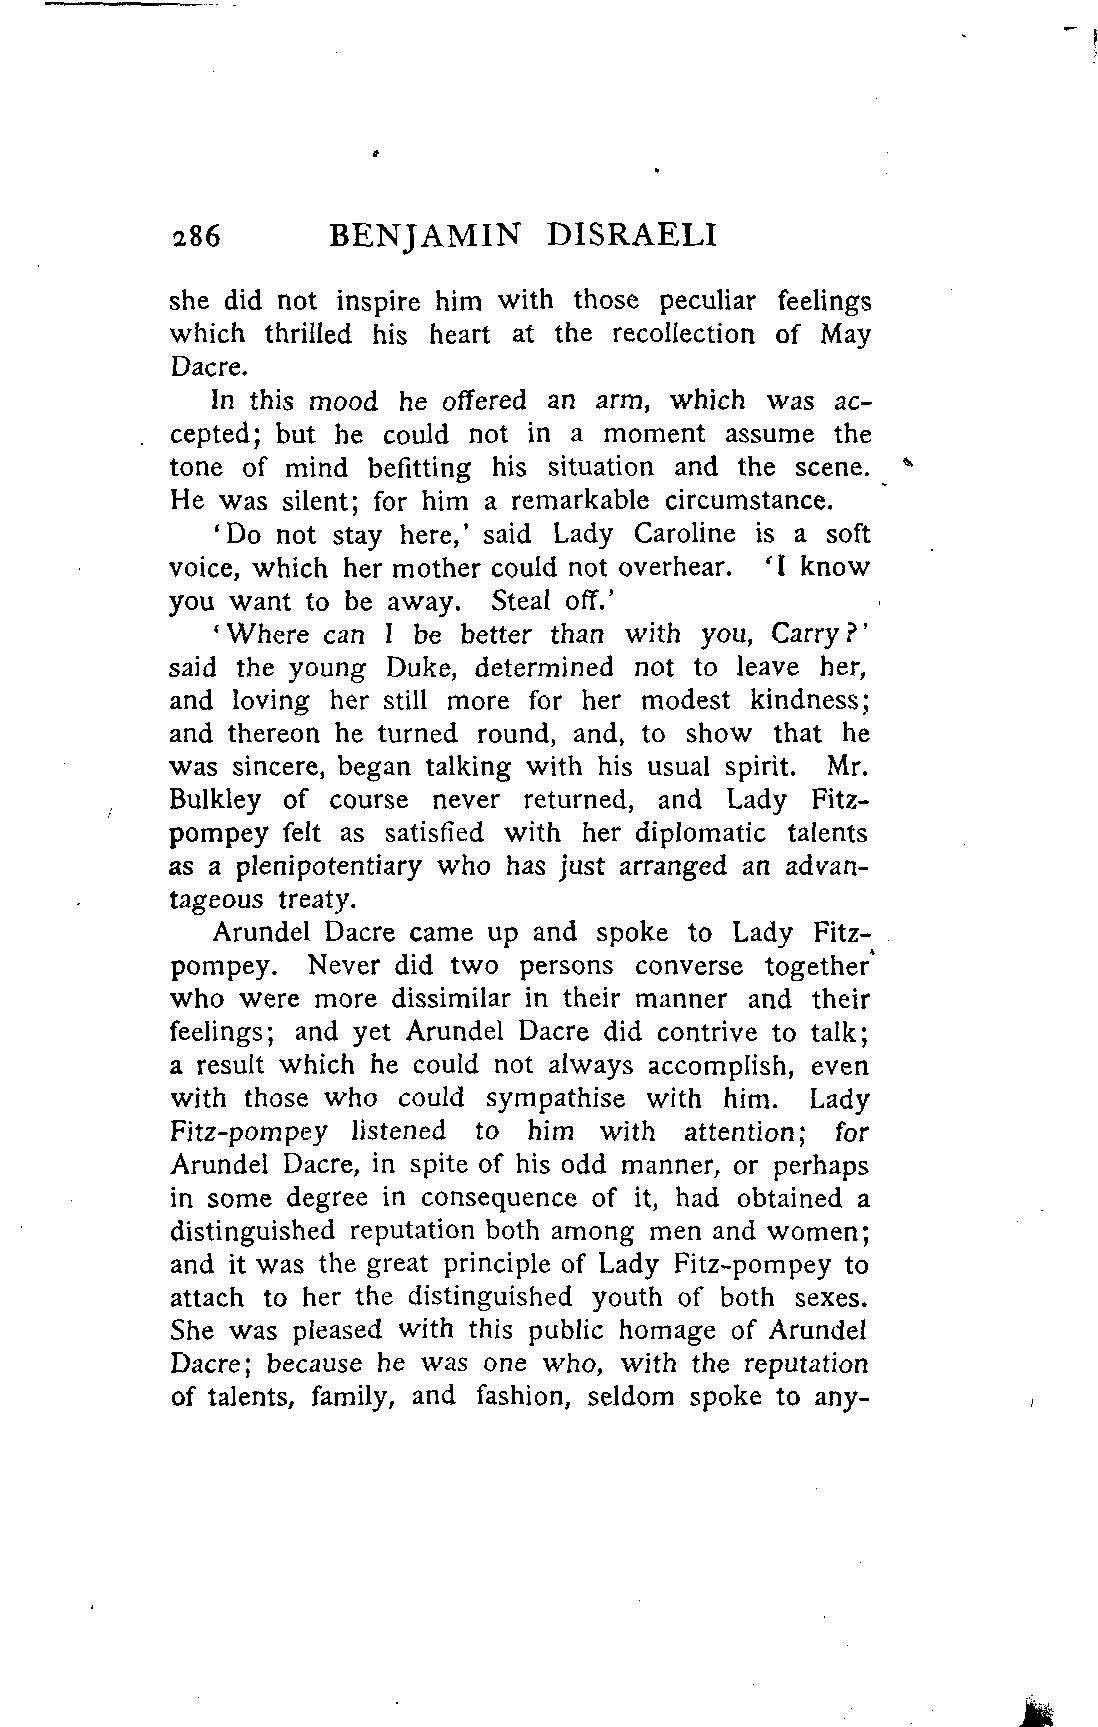 286 BENJAMIN DISRAELI
she did not inspire him with those peculiar feelings
which thrilled his heart at the recollection of May
Dacre.
In this mood he offered an arm, which was ac-
cepted; but he could not in a moment assume the
tone of mind befitting his situation and the scene.
He was silent; for him a remarkable circumstance.
‘Do not stay here,’ said Lady Caroline is a soft
voice, which her mother could not overhear. ‘I know
you want to be away. Steal off.’
‘Where can I be better than with you, Carry?’
said the young Duke, determined not to leave her,
and loving her still more for her modest kindness;
and thereon he turned round, and, to show that he
was sincere, began talking with his usual spirit. Mr.
Bulkley of course never returned, and Lady Fitz-
pompey felt as satisfied with her diplomatic talents
as a plenipotentiary who has just arranged an advan-
tageous treaty.
Arundel Dacre came up and spoke to Lady Fitz-
pompey. Never did two persons converse together
who were more dissimilar in their manner and their
feelings; and yet Arundel Dacre did contrive to talk;
a result which he could not always accomplish, even
with those who could sympathise with him. Lady
Fitz-pompey listened to him with attention; for
Arundel Dacre, in spite of his odd manner, or perhaps
in some degree in consequence of it, had obtained a
distinguished reputation both among men and women;
and it was the great principle of Lady Fitz-pompey to
attach to her the distinguished youth of both sexes.
She was pleased with this public homage of Arundel
Dacre; because he was one who, with the reputation
of talents, family, and fashion, seldom spoke to any-